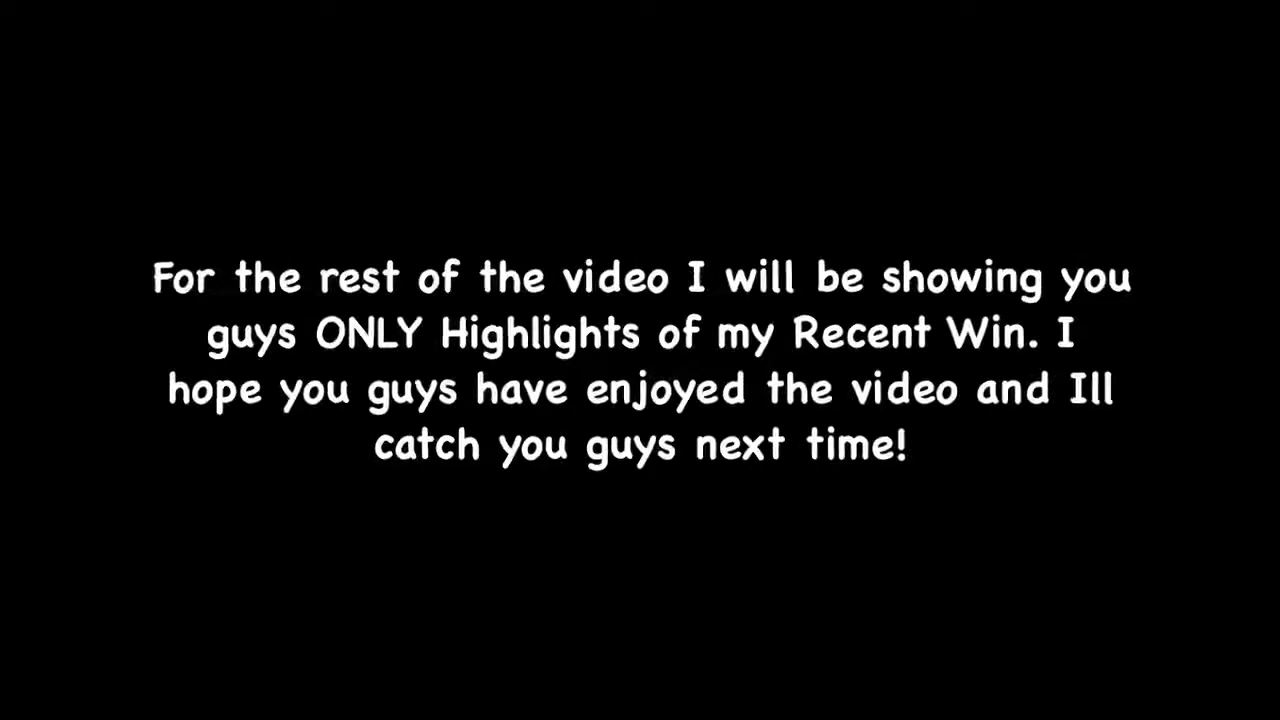 For the rest of the video I will be showing you
guys ONLY Highlights of my Recent Win. I
hope you guys have enjoyed the video and Ill
catch you guys next time!